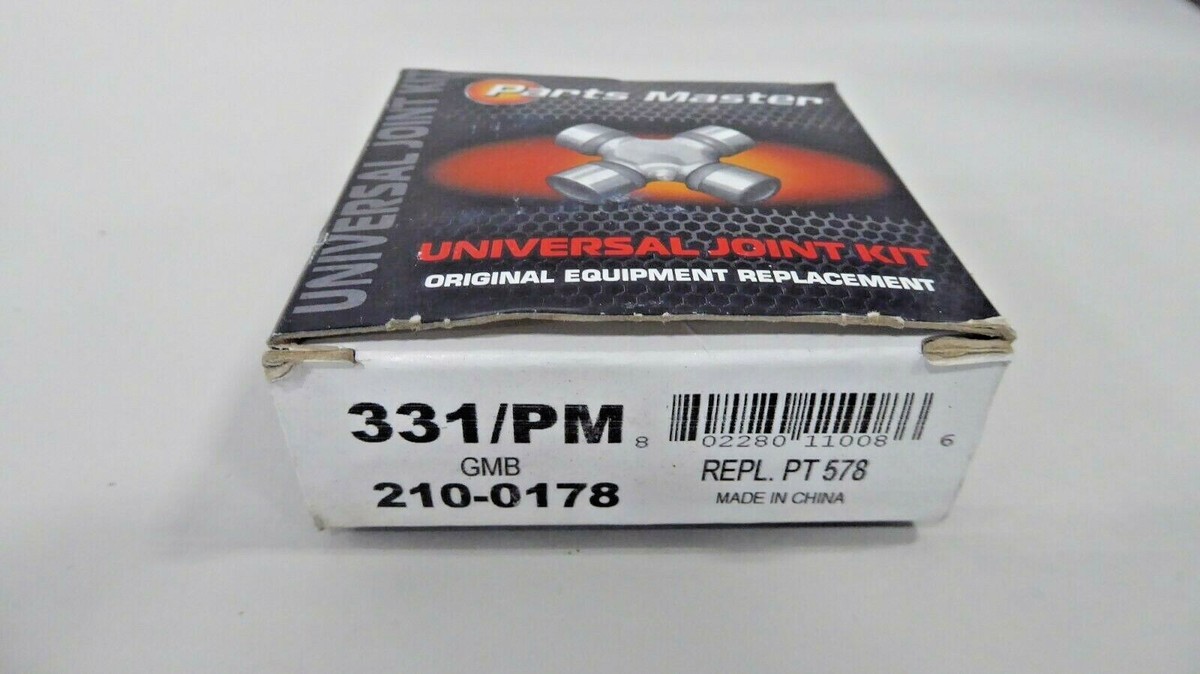 Parts Master
UNIVERSAL JOINT KIT
UNIVERSAL JOINT KIT
ORIGINAL EQUIPMENT REPLACEMENT
331/PM
GMB
210-0178
8 02280 11008 6
REPL. PT 578
MADE IN CHINA